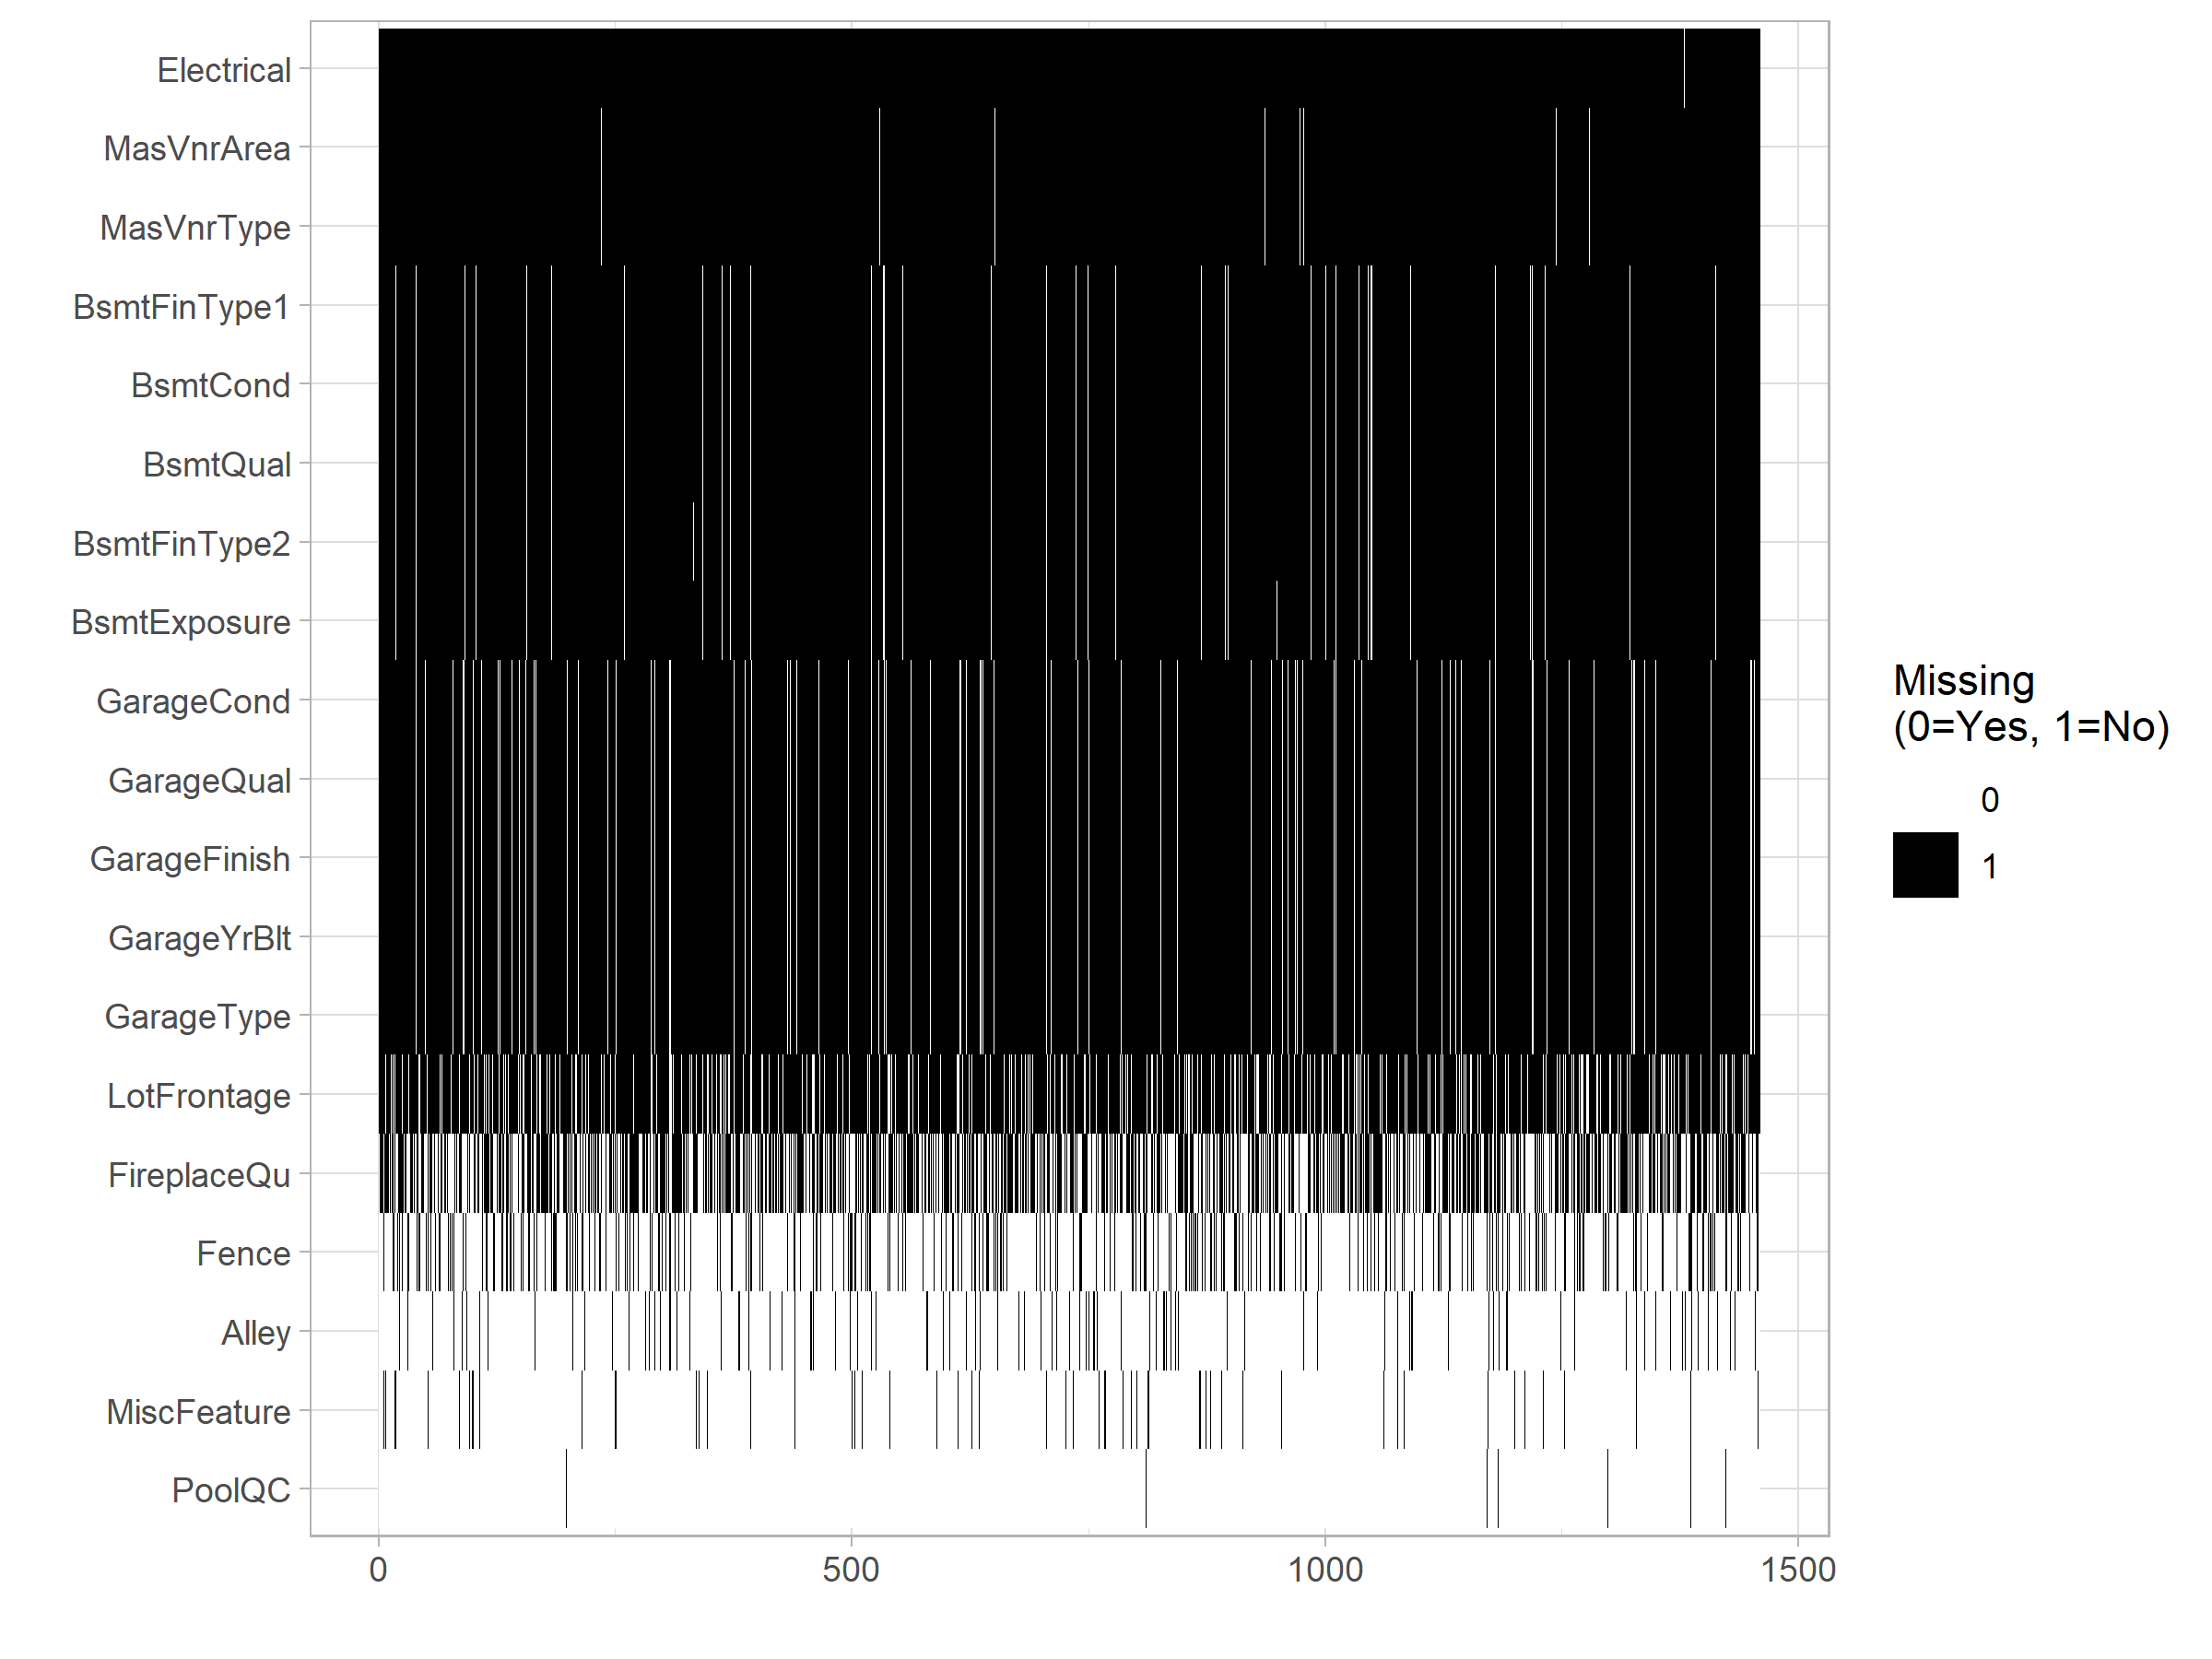 Electrical
MasVnrArea
MasVnrType
BsmtFinType1
BsmtCond
BsmtQual
BsmtFinType2
BsmtExposure
GarageCond
GarageQual
GarageFinish
GarageYrBlt
GarageType
LotFrontage
FireplaceQu
Fence
Alley
MiscFeature
PoolQC
0 500 1000 1500
Missing
(0=Yes, 1=No)
0
1